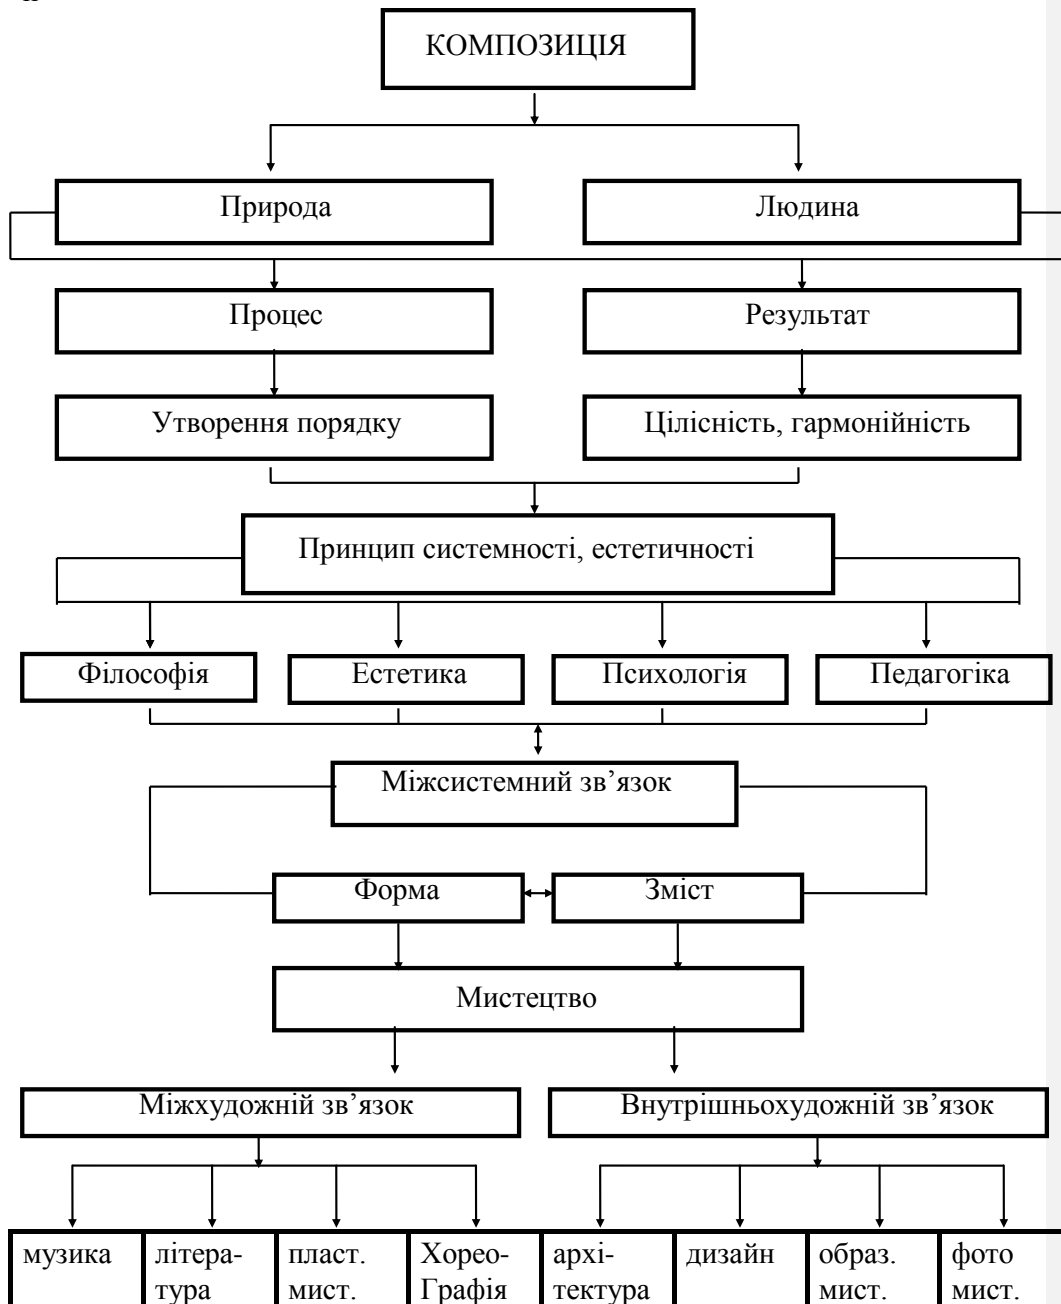 КОМПОЗИЦІЯ
Природа
Людина
Процес
Результат
Утворення порядку
Цілісність, гармонійність
Принцип системності, естетичності
Філософія
Естетика
Психологія
Педагогіка
Міжсистемний зв’язок
Форма
Зміст
Мистецтво
Міжхудожній зв’язок
Внутрішньохудожній зв’язок
музика
літера-
тура
пласт.
мист.
Хорео-
Графія
архі-
тектура
дизайн
образ.
мист.
фото
мист.